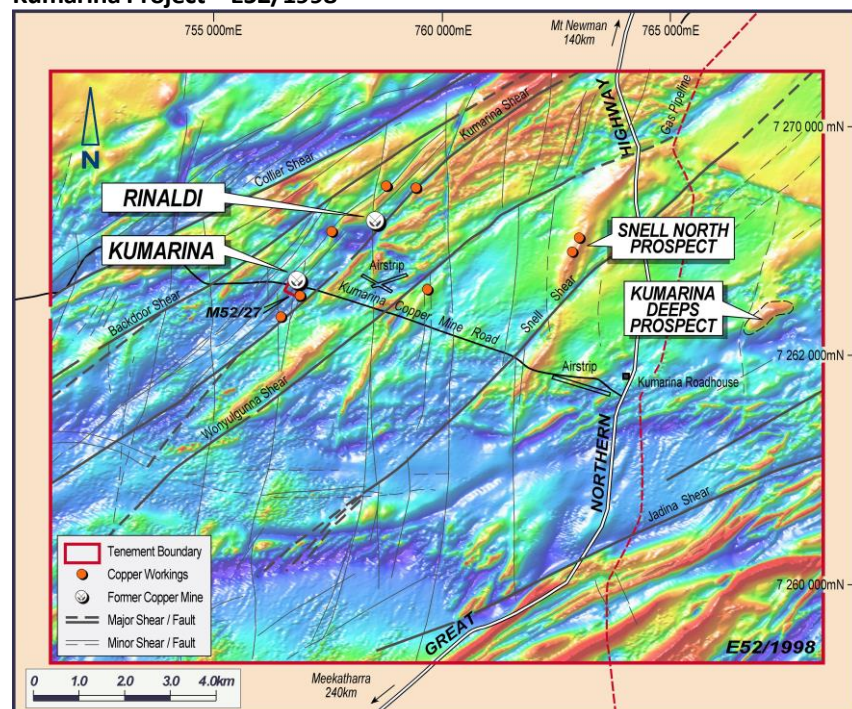 Kumarina Project – E52/1998
755 000mE
760 000mE
765 000mE
Mt Newman
140km
N
Collier Shear
Kumarina Shear
HIGHWAY
Gas Pipeline
7 270 000 mN
RINALDI
KUMARINA
Airstrip
SNELL NORTH
PROSPECT
Backdoor Shear
M52/27
Kumarina Copper Mine Road
Snell Shear
KUMARINA
DEEPS
PROSPECT
7 262 000mN
Airstrip
Kumarina Roadhouse
Wonyulgunna Shear
NORTHERN
Jadina Shear
Tenement Boundary
Copper Workings
Former Copper Mine
Major Shear / Fault
Minor Shear / Fault
7 260 000mN
GREAT
E52/1998
0 1.0 2.0 3.0 4.0km
Meekatharra
240km